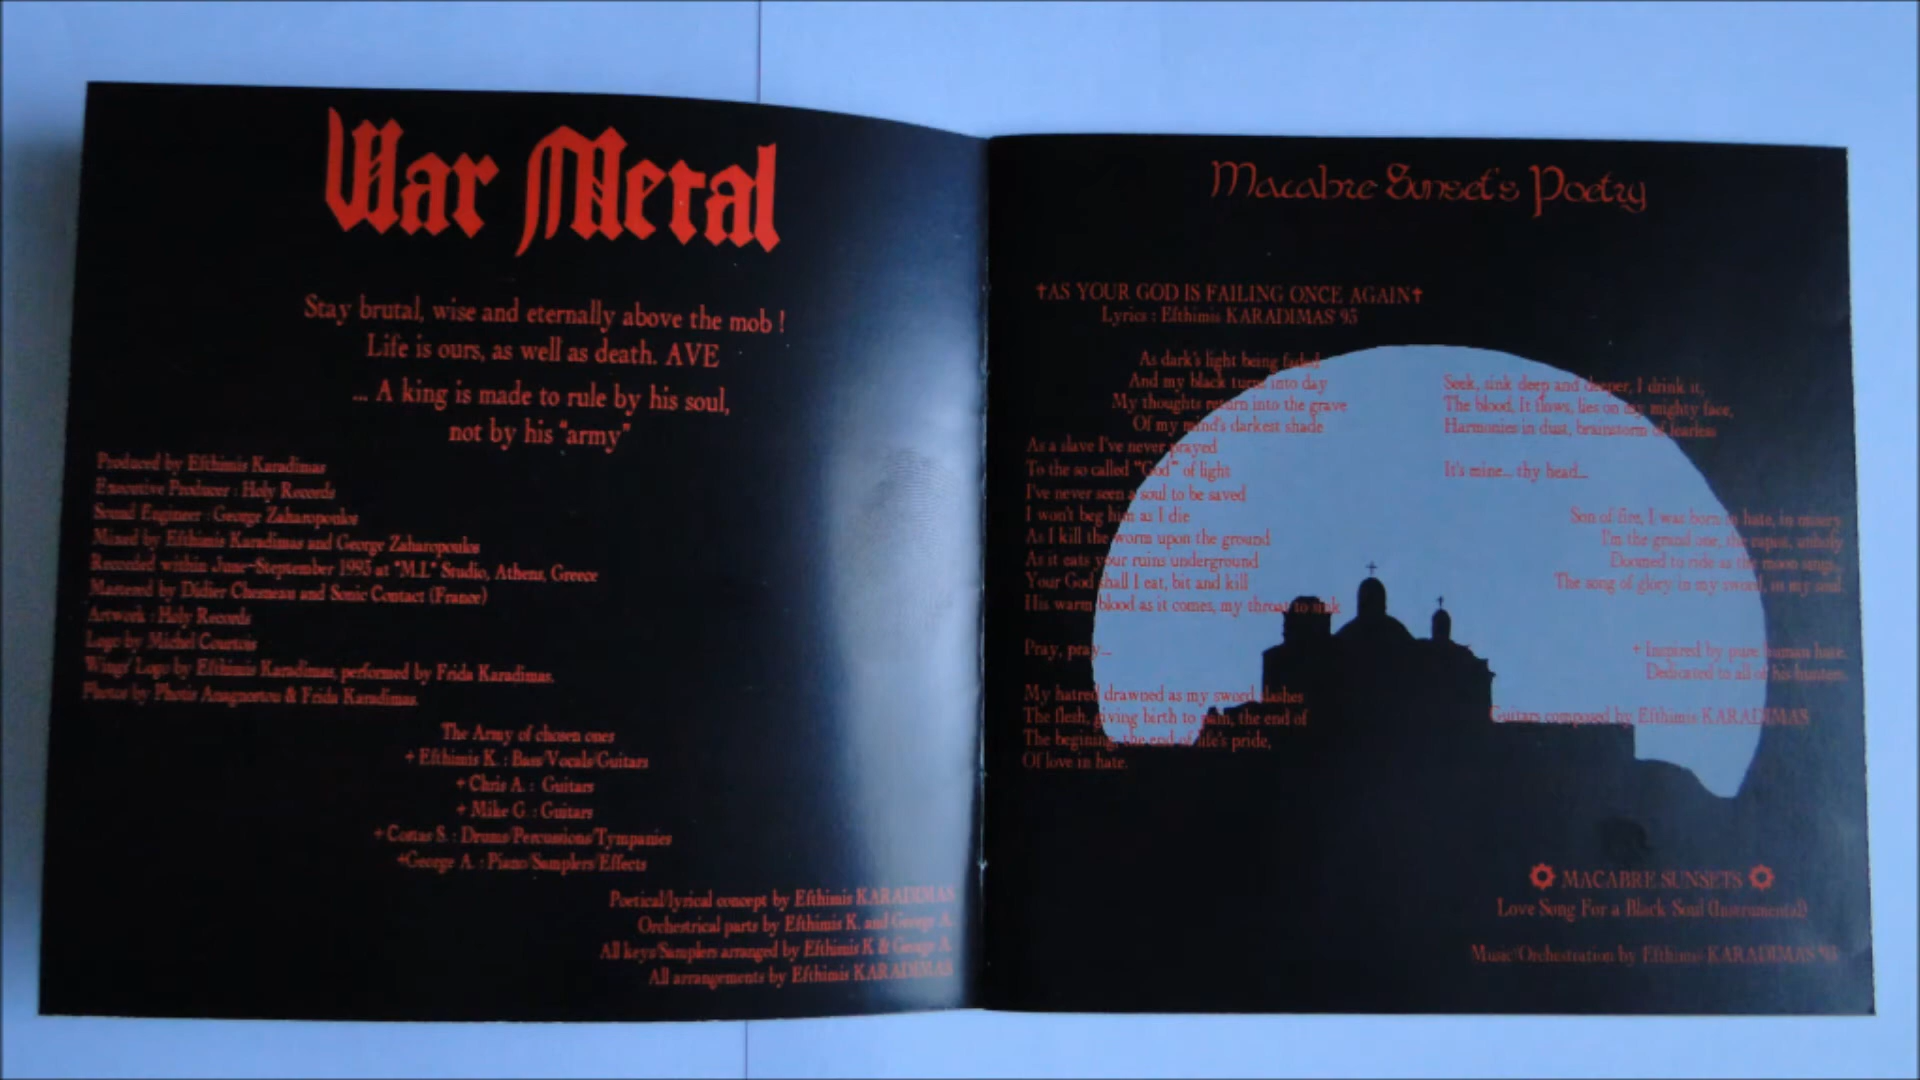 War Metal
Stay brutal, wise and eternally above the mob !
Life is ours, as well as death. AVE
... A king is made to rule by his soul,
not by his "army"
Produced by Efthimis Karadimas
Executive Producer : Holy Records
Sound Engineer : George Zaharopoulos
Mixed by Efthimis Karadimas and George Zaharopoulos
Recorded within June-Steptember 1995 at "M.I." Studio, Athens, Greece
Mastered by Didier Chesneau and Sonic Contact (France)
Artwork : Holy Records
Logo by Michel Courtois
Wings' Logo by Efthimis Karadimas, performed by Frida Karadimas.
Photos by Photis Anagnostou & Frida Karadimas.
The Army of chosen ones
+ Efthimis K. : Bass/Vocals/Guitars
+ Chris A. : Guitars
+ Mike G. : Guitars
+ Costas S. : Drums/Percussions/Tympanies
+George A. : Piano/Samplers/Effects
Poetical/lyrical concept by Efthimis KARADIMAS
Orchestrical parts by Efthimis K. and George A.
All keys/Samplers arranged by Efthimis K & George A.
All arrangements by Efthimis KARADIMAS
Macabre Sunset's Poetry
†AS YOUR GOD IS FAILING ONCE AGAIN†
Lyrics : Efthimis KARADIMAS' 95
As dark's light being faded
And my black turns into day
My thoughts return into the grave
Of my mind's darkest shade
As a slave I've never prayed
To the so called "God" of light
I've never seen a soul to be saved
I won't beg him as I die
As I kill the worm upon the ground
As it eats your ruins underground
Your God shall I eat, bit and kill
His warm blood as it comes, my throat to sink
Pray, pray...
My hatred drawned as my sword slashes
The flesh, giving birth to pain, the end of
The begining, the end of life's pride,
Of love in hate.
Seek, sink deep and deeper, I drink it,
The blood, It flows, lies on my mighty face,
Harmonies in dust, brainstorm of fearless
It's mine... thy head...
Son of fire, I was born in hate, in misery
I'm the grand one, the rapist, unholy
Doomed to ride as the moon sings,
The song of glory in my sword, in my soul.
+ Inspired by pure human hate.
Dedicated to all of his hunters.
Guitars composed by Efthimis KARADIMAS
MACABRE SUNSETS
Love Song For a Black Soul (Instrumental)
Music/Orchestration by Efthimis KARADIMAS '95